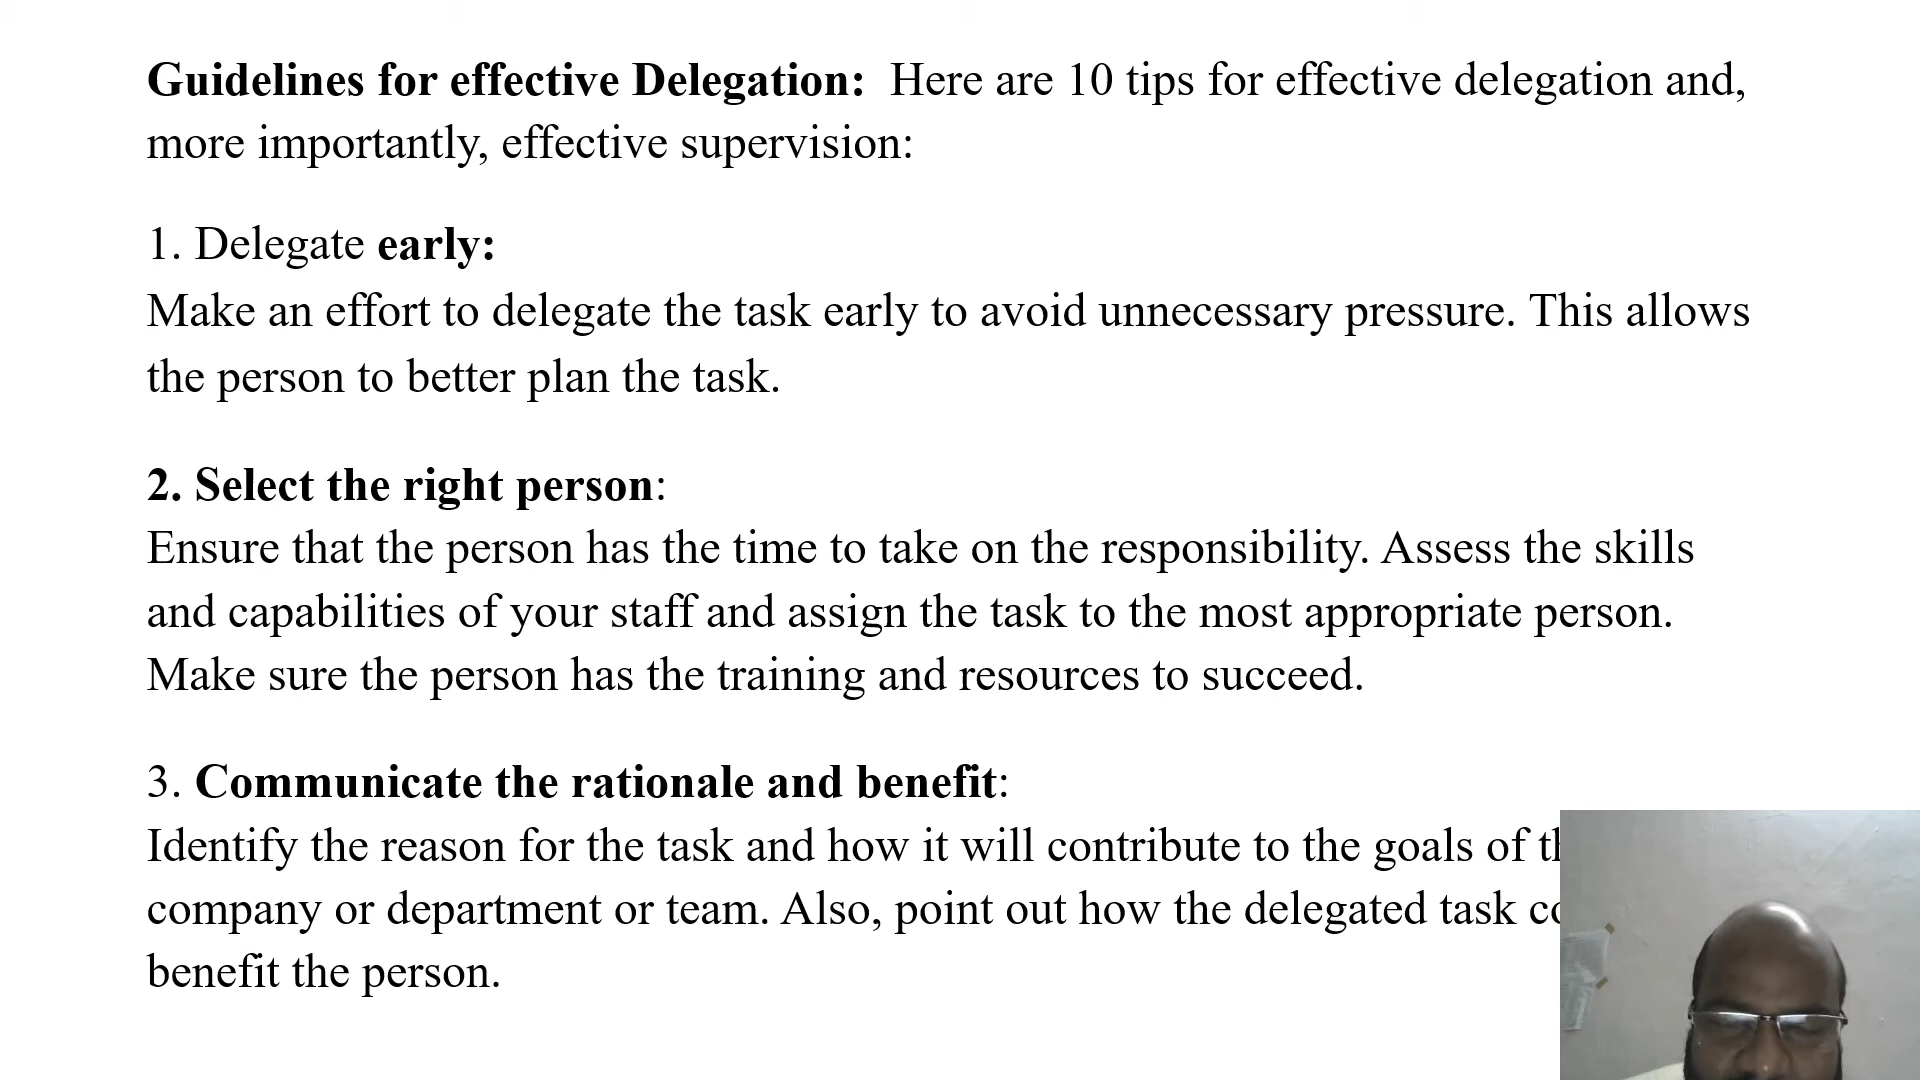 Guidelines for effective Delegation: Here are 10 tips for effective delegation and,
more importantly, effective supervision:
1. Delegate early:
Make an effort to delegate the task early to avoid unnecessary pressure. This allows
the person to better plan the task.
2. Select the right person:
Ensure that the person has the time to take on the responsibility. Assess the skills
and capabilities of your staff and assign the task to the most appropriate person.
Make sure the person has the training and resources to succeed.
3. Communicate the rationale and benefit:
Identify the reason for the task and how it will contribute to the goals of
company or department or team. Also, point out how the delegated task
benefit the person.